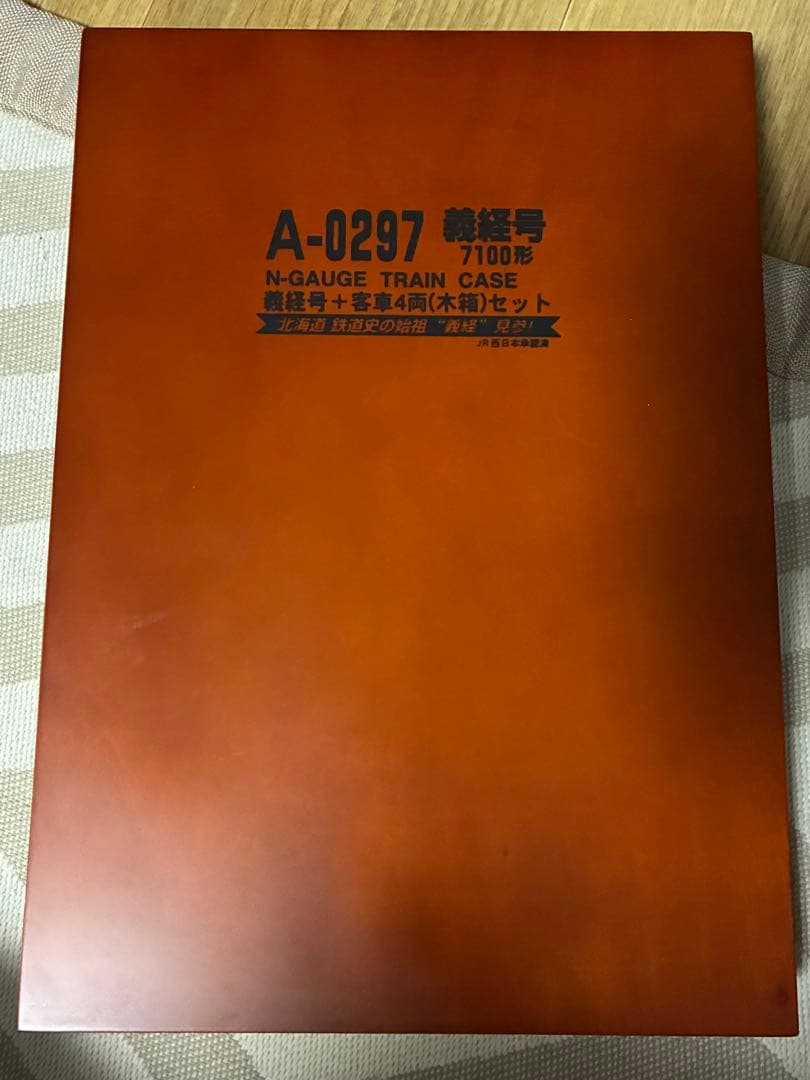 A-0297 義経号
7100形
N-GAUGE TRAIN CASE
義経号+客車4両(木箱)セット
北海道 鉄道史の始祖 "義経" 見参!
JR西日本承認済